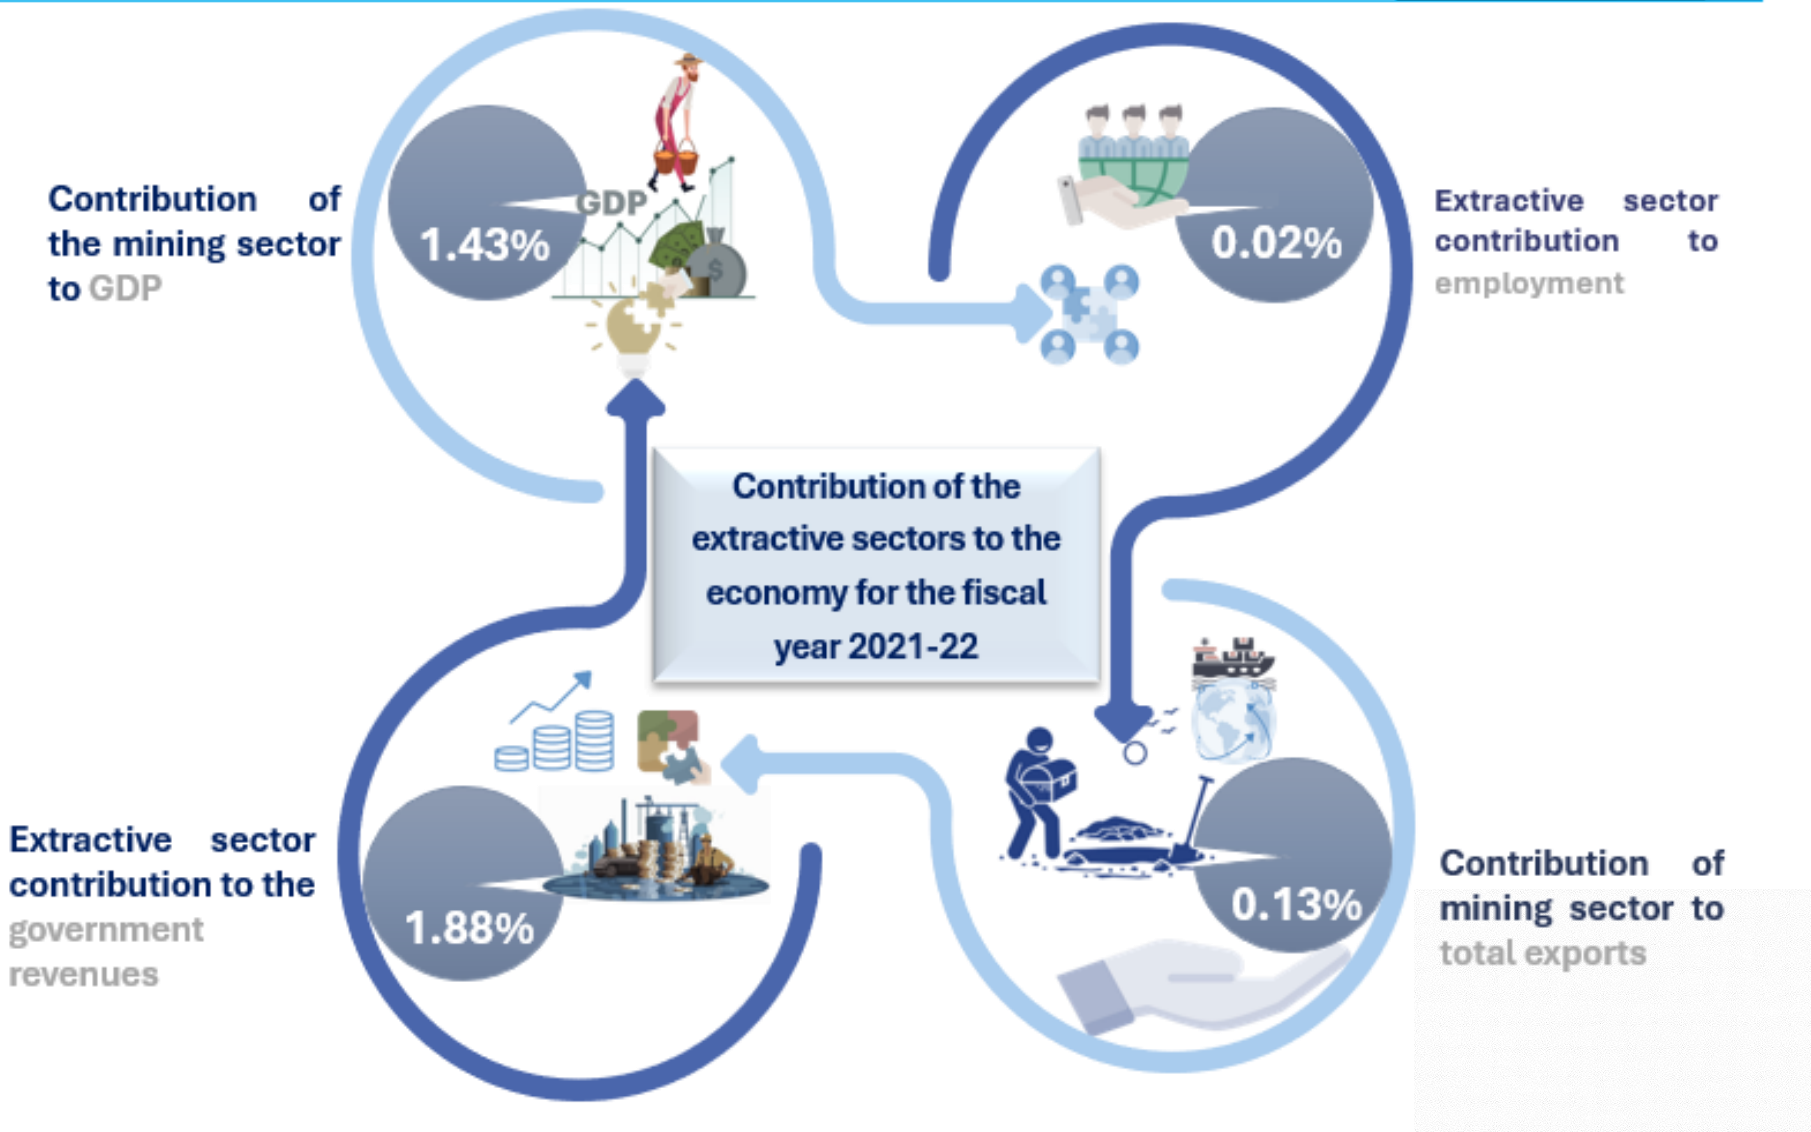 Contribution of
the mining sector
to GDP
1.43%
GDP
$
0.02%
Extractive sector
contribution to
employment
Contribution of the
extractive sectors to the
economy for the fiscal
year 2021-22
Extractive sector
contribution to the
government
revenues
1.88%
0.13%
Contribution of
mining sector to
total exports